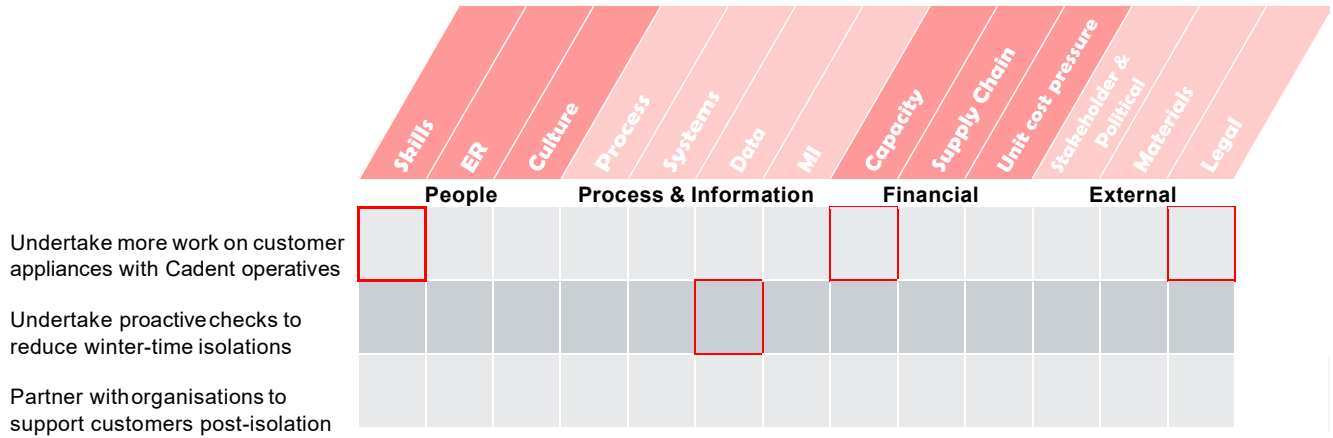 Skills
ER
Culture
Process
Systems
Data
MI
Capacity
Supply Chain
Unit cost pressure
Stakeholder &
Political
Materials
Legal
People
Process & Information
Financial
External
Undertake more work on customer
appliances with Cadent operatives
Undertake proactive checks to
reduce winter-time isolations
Partner with organisations to
support customers post-isolation